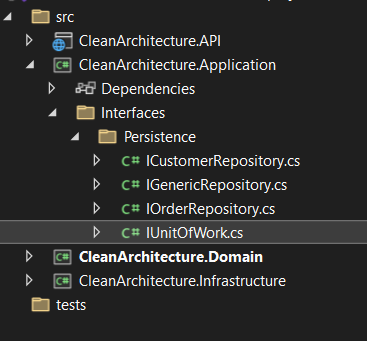 src
CleanArchitecture.API
CleanArchitecture.Application
Dependencies
Interfaces
Persistence
C# ICustomerRepository.cs
C# IGenericRepository.cs
C# IOrderRepository.cs
C# IUnitOfWork.cs
CleanArchitecture.Domain
CleanArchitecture.Infrastructure
tests